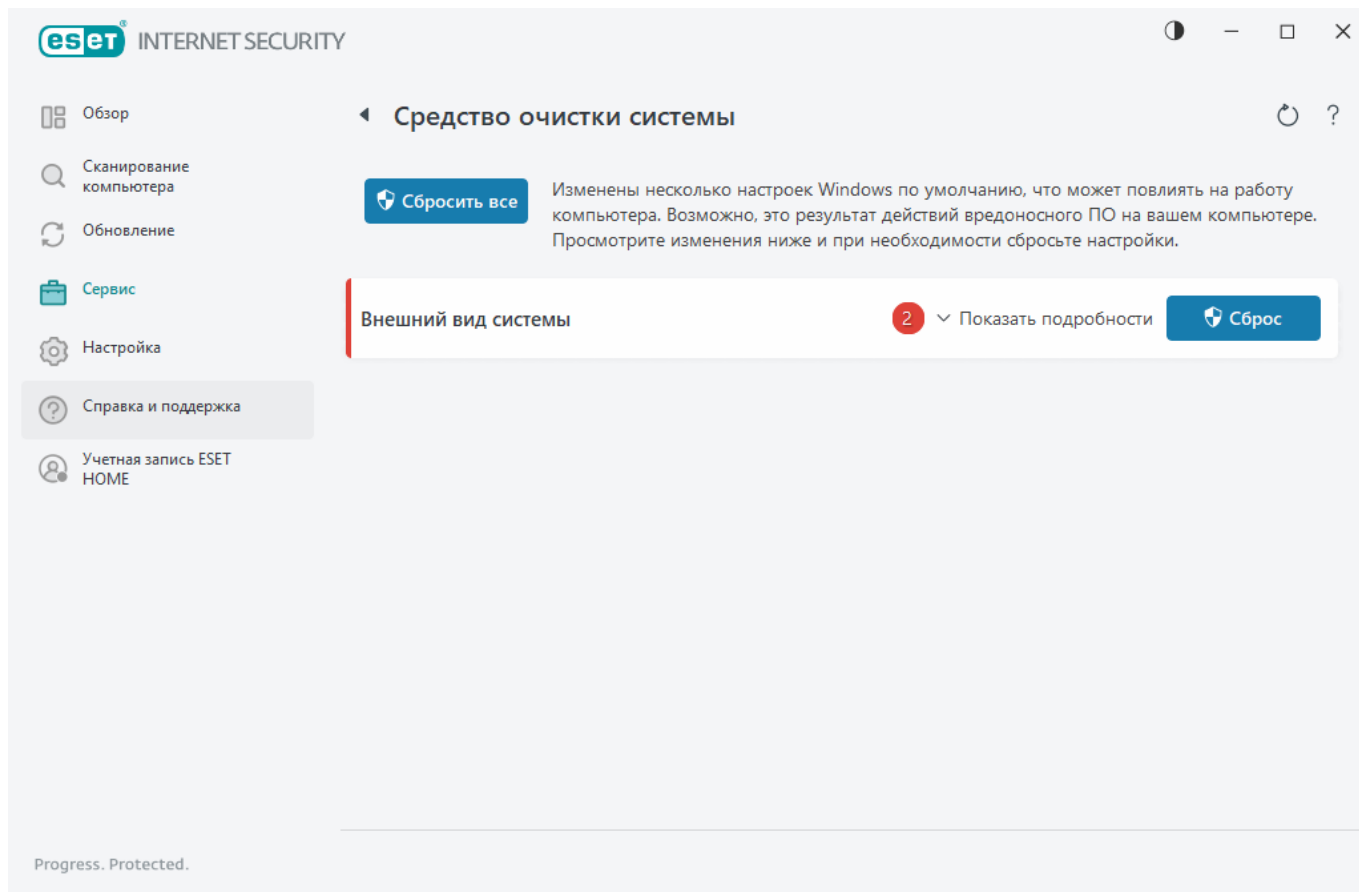 eset® INTERNET SECURITY
Обзор
Сканирование
компьютера
Обновление
Сервис
Настройка
Справка и поддержка
Учетная запись ESET
HOME
Средство очистки системы
?
Сбросить все
Изменены несколько настроек Windows по умолчанию, что может повлиять на работу
компьютера. Возможно, это результат действий вредоносного ПО на вашем компьютере.
Просмотрите изменения ниже и при необходимости сбросьте настройки.
Внешний вид системы 2 Показать подробности Сброс
Progress. Protected.